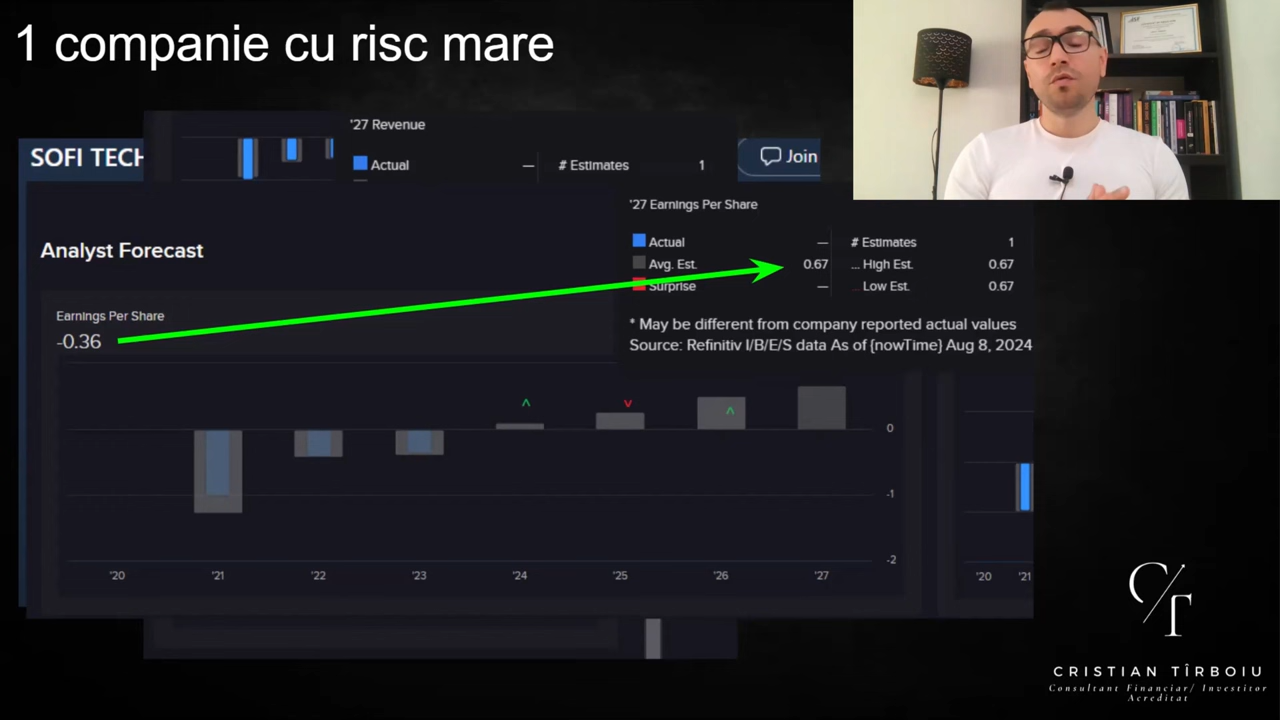 1 companie cu risc mare
SOFI TECH
'27 Revenue
Actual — # Estimates 1
Join
'27 Earnings Per Share
Actual — # Estimates 1
Avg. Est. 0.67 ... High Est. 0.67
Surprise — Low Est. 0.67
* May be different from company reported actual values
Source: Refinitiv I/B/E/S data As of {nowTime} Aug 8, 2024
Analyst Forecast
Earnings Per Share
-0.36
0
-1
-2
'20 '21 '22 '23 '24 '25 '26 '27
'20 '21
CT
CRISTIAN TÎRBOIU
Consultant Financiar/ Investitor
Acreditat